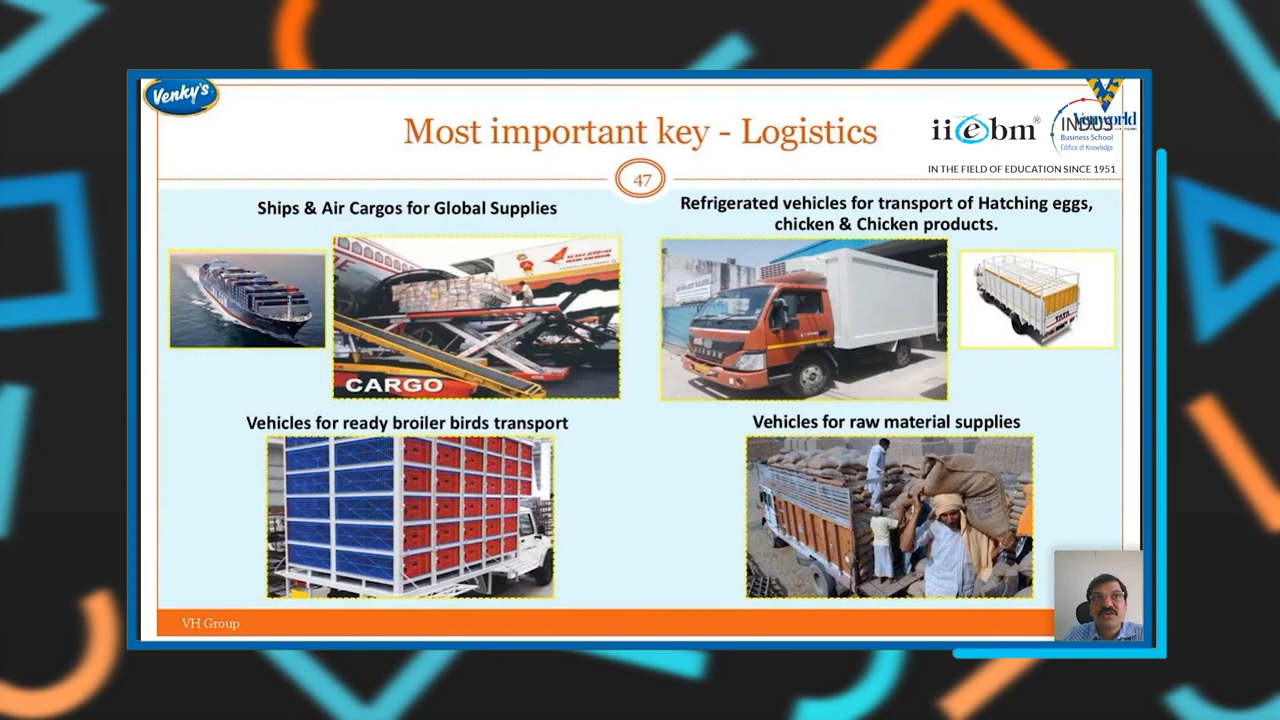 Venky's
Most important key - Logistics
iiebm®
INDUS
Business School
Edifice of Knowledge
IN THE FIELD OF EDUCATION SINCE 1951
47
Ships & Air Cargos for Global Supplies
Refrigerated vehicles for transport of Hatching eggs,
chicken & Chicken products.
CARGO
TATA
Vehicles for ready broiler birds transport
Vehicles for raw material supplies
VH Group